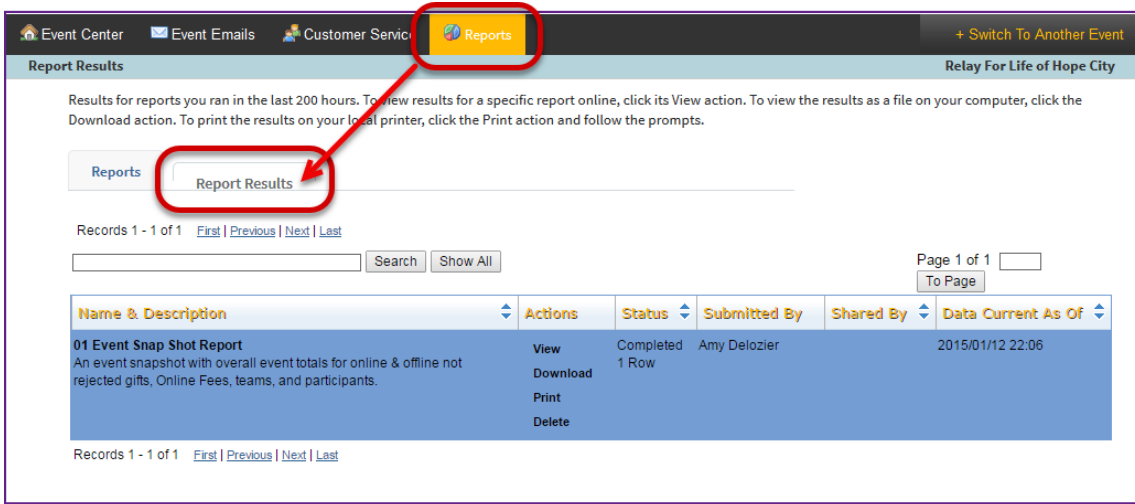 Event Center Event Emails Customer Service Reports + Switch To Another Event
Report Results Relay For Life of Hope City
Results for reports you ran in the last 200 hours. To view results for a specific report online, click its View action. To view the results as a file on your computer, click the
Download action. To print the results on your local printer, click the Print action and follow the prompts.
Reports Report Results
Records 1 - 1 of 1 First | Previous | Next | Last
Search Show All Page 1 of 1
To Page
Name & Description Actions Status Submitted By Shared By Data Current As Of
01 Event Snap Shot Report View Completed Amy Delozier 2015/01/12 22:06
An event snapshot with overall event totals for online & offline not 1 Row
rejected gifts, Online Fees, teams, and participants. Download
Print
Delete
Records 1 - 1 of 1 First | Previous | Next | Last